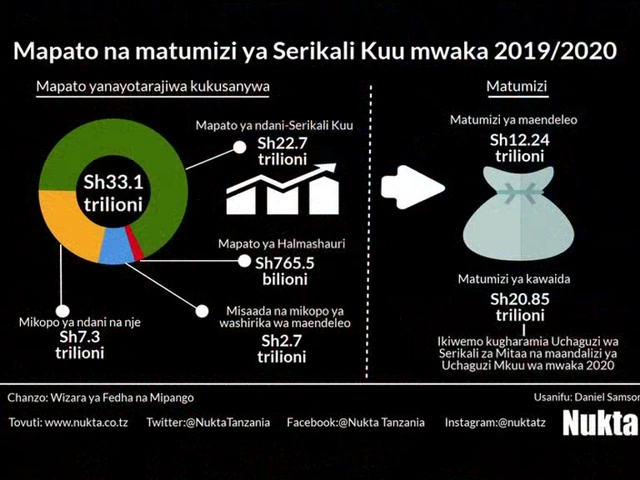 Mapato na matumizi ya Serikali Kuu mwaka 2019/2020
Mapato yanayotarajiwa kukusanywa
Sh33.1
trilioni
Mapato ya ndani-Serikali Kuu
Sh22.7
trilioni
Mapato ya Halmashauri
Sh765.5
bilioni
Mikopo ya ndani na nje
Sh7.3
trilioni
Misaada na mikopo ya
washirika wa maendeleo
Sh2.7
trilioni
Matumizi
Matumizi ya maendeleo
Sh12.24
trilioni
Matumizi ya kawaida
Sh20.85
trilioni
Ikiwemo kugharamia Uchaguzi wa
Serikali za Mitaa na maandalizi ya
Uchaguzi Mkuu wa mwaka 2020
Chanzo: Wizara ya Fedha na Mipango
Usanifu: Daniel Samson
Tovuti: www.nukta.co.tz Twitter:@NuktaTanzania Facebook:@Nukta Tanzania Instagram:@nuktatz
Nukta